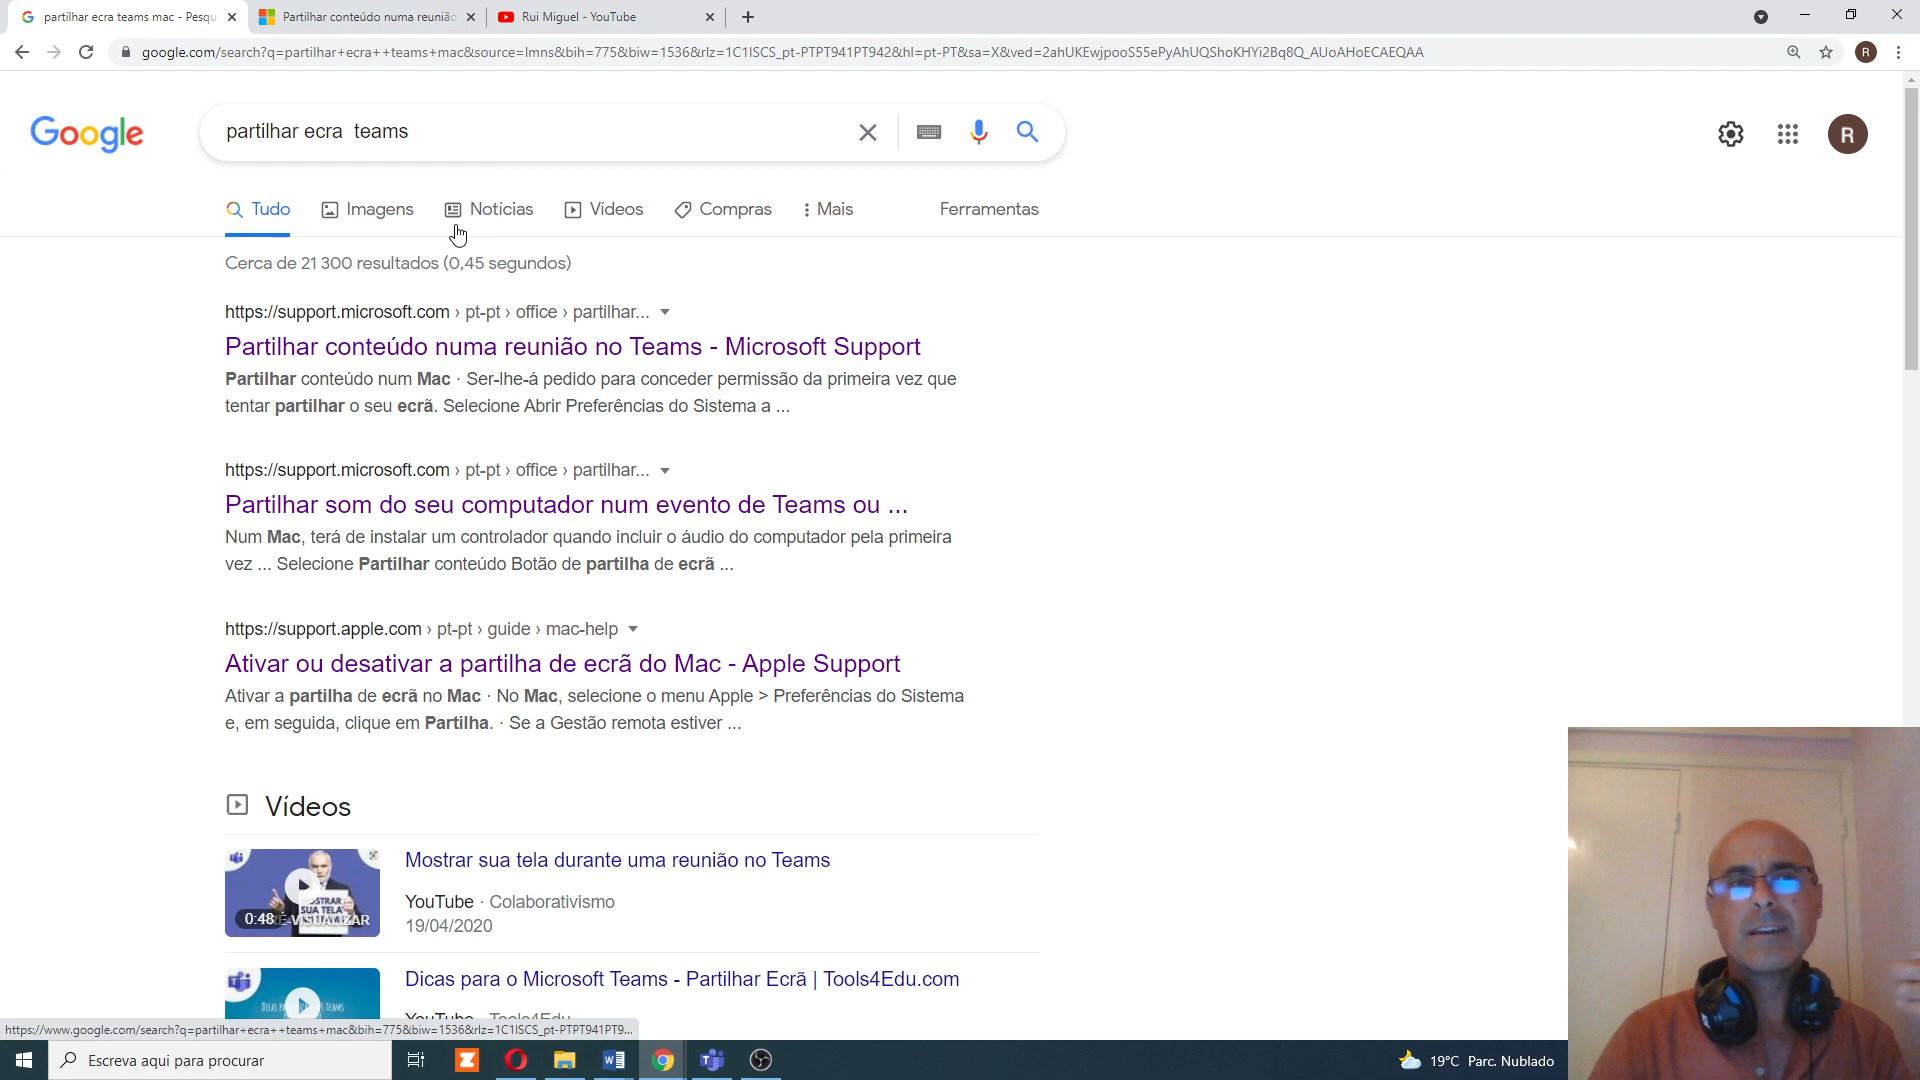 partilhar ecra teams mac - Pesqu
Partilhar conteúdo numa reunião
Rui Miguel - YouTube
google.com/search?q=partilhar+ecra++teams+mac&source=lmns&bih=775&biw=1536&rlz=1C1ISCS_pt-PTPT941PT942&hl=pt-PT&sa=X&ved=2ahUKEwjpooS55ePyAhUQShoKHYi2Bq8Q_AUoAHoECAEQAA
R
Google
partilhar ecra  teams
R
Tudo
Imagens
Notícias
Vídeos
Compras
Mais
Ferramentas
Cerca de 21 300 resultados (0,45 segundos)
https://support.microsoft.com › pt-pt › office › partilhar...
Partilhar conteúdo numa reunião no Teams - Microsoft Support
Partilhar conteúdo num Mac · Ser-lhe-á pedido para conceder permissão da primeira vez que
tentar partilhar o seu ecrã. Selecione Abrir Preferências do Sistema a ...
https://support.microsoft.com › pt-pt › office › partilhar...
Partilhar som do seu computador num evento de Teams ou ...
Num Mac, terá de instalar um controlador quando incluir o áudio do computador pela primeira
vez ... Selecione Partilhar conteúdo Botão de partilha de ecrã ...
https://support.apple.com › pt-pt › guide › mac-help
Ativar ou desativar a partilha de ecrã do Mac - Apple Support
Ativar a partilha de ecrã no Mac · No Mac, selecione o menu Apple > Preferências do Sistema
e, em seguida, clique em Partilha. · Se a Gestão remota estiver ...
Vídeos
Mostrar sua tela durante uma reunião no Teams
YouTube · Colaborativismo
19/04/2020
MOSTRAR
SUA TELA
0:48
PRÉ-VISUALIZAR
Dicas para o Microsoft Teams - Partilhar Ecrã | Tools4Edu.com
YouTube · Tools4Edu
https://www.google.com/search?q=partilhar+ecra++teams+mac&bih=775&biw=1536&rlz=1C1ISCS_pt-PTPT941PT9...
Escreva aqui para procurar
19°C Parc. Nublado